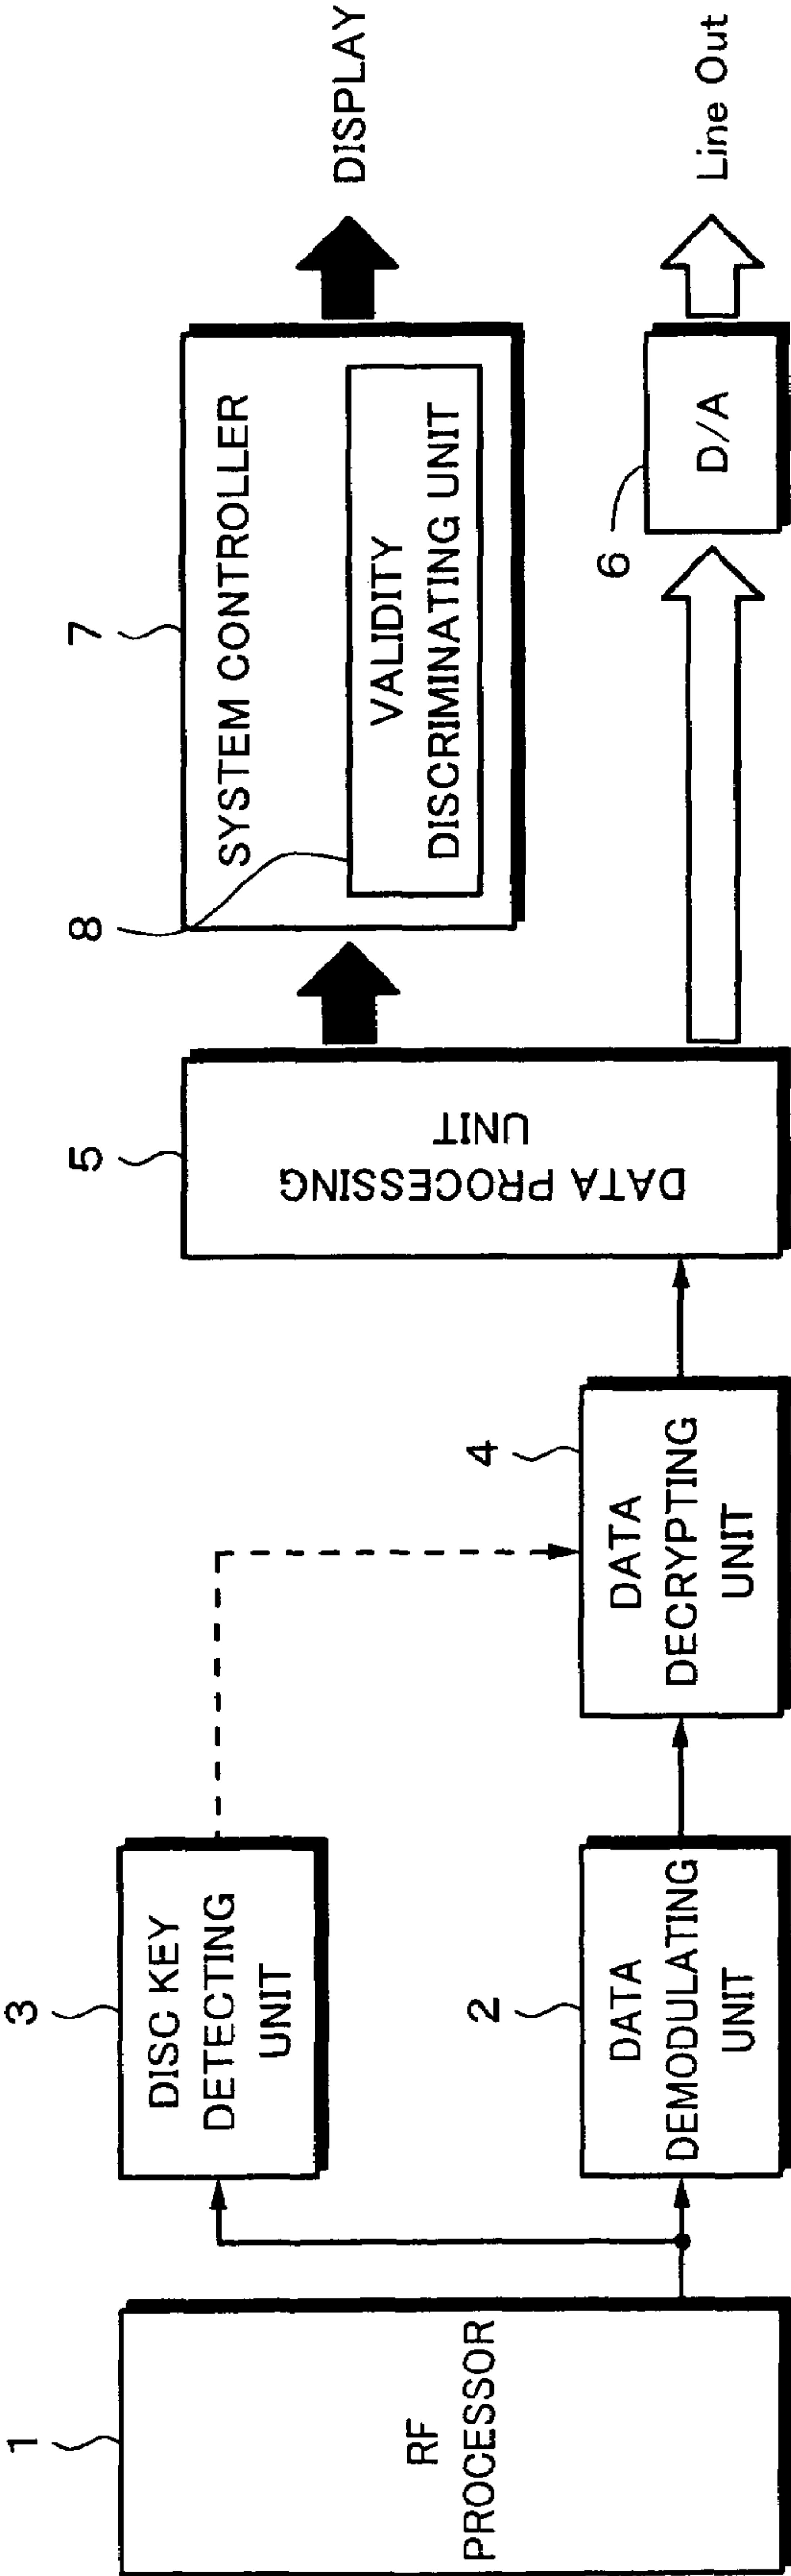 1
RF
PROCESSOR
3
DISC KEY
DETECTING
UNIT
2
DATA
DEMODULATING
UNIT
4
DATA
DECRYPTING
UNIT
5
DATA PROCESSING
UNIT
7
SYSTEM CONTROLLER
8
VALIDITY
DISCRIMINATING UNIT
DISPLAY
6
D/A
Line Out